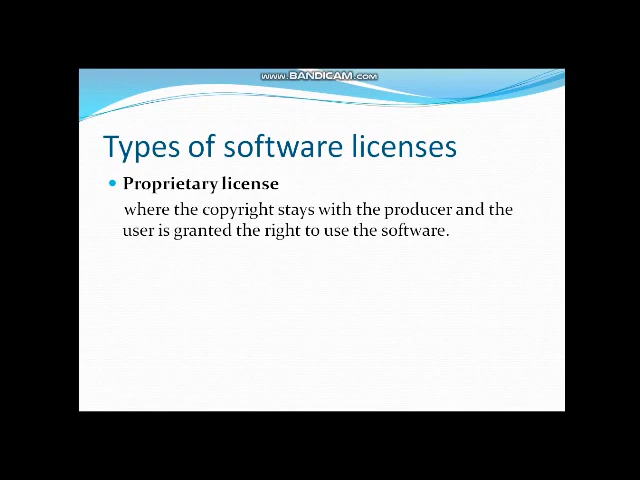 www.BANDICAM.com
Types of software licenses
• Proprietary license
where the copyright stays with the producer and the
user is granted the right to use the software.